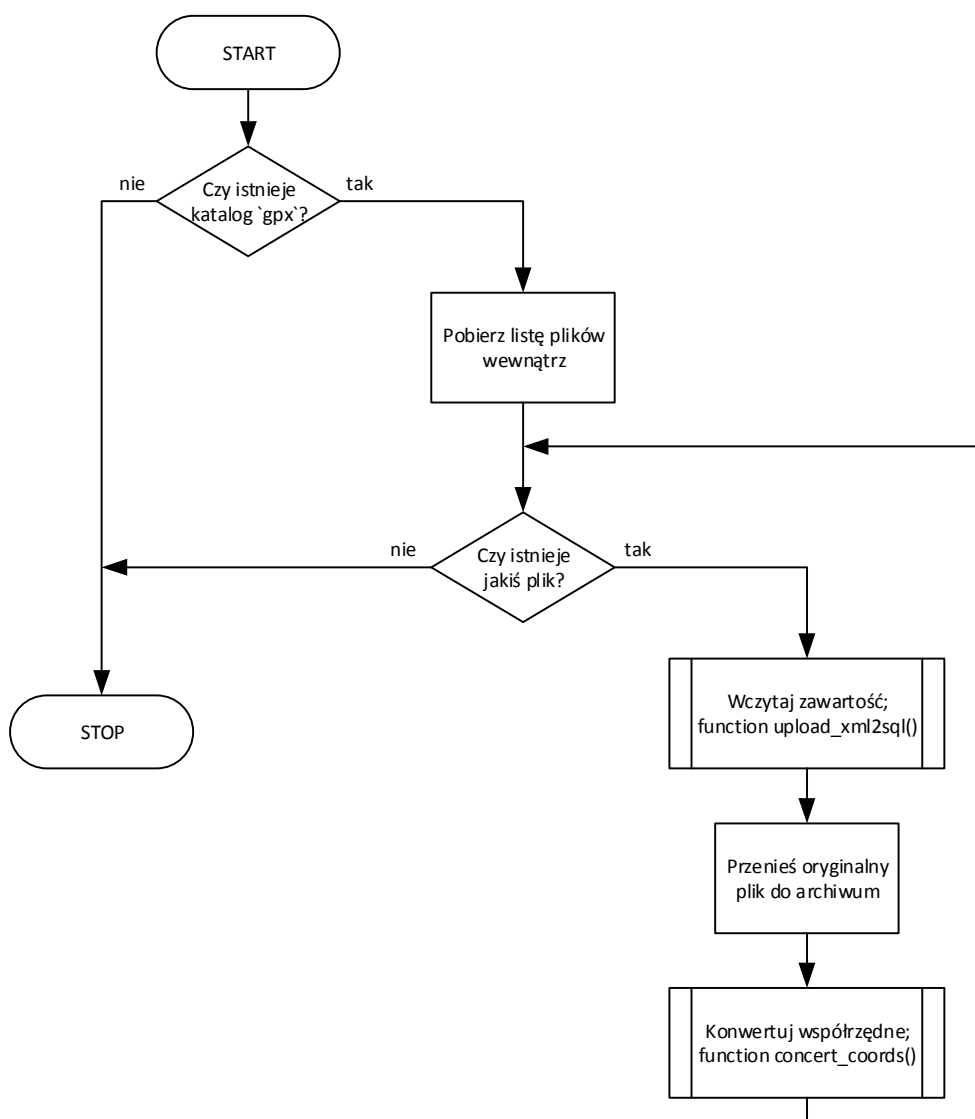 START
Czy istnieje
katalog `gpx`?
nie
tak
Pobierz listę plików
wewnątrz
Czy istnieje
jakiś plik?
nie
tak
Wczytaj zawartość;
function upload_xml2sql()
STOP
Przenieś oryginalny
plik do archiwum
Konwertuj współrzędne;
function concert_coords()